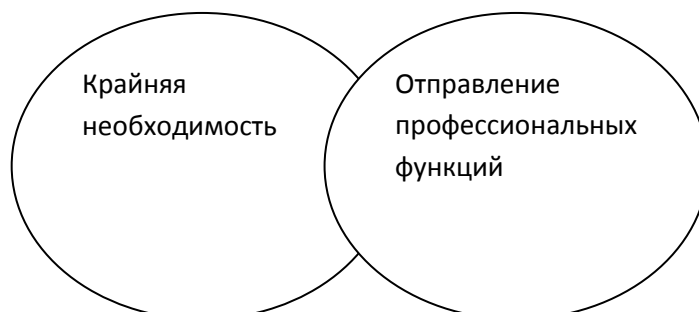 Крайняя
необходимость
Отправление
профессиональных
функций